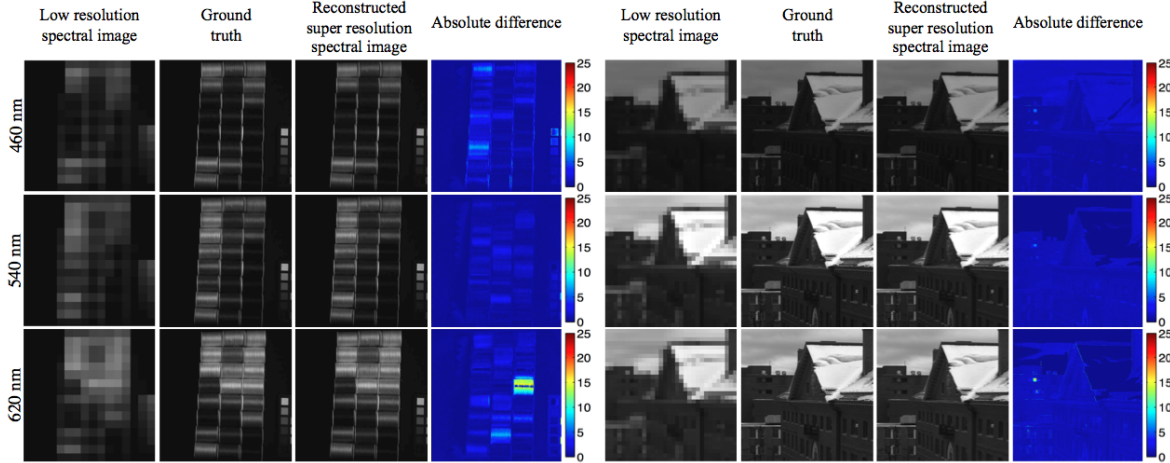 Low resolution
spectral image
Ground
truth
Reconstructed
super resolution
spectral image
Absolute difference
Low resolution
spectral image
Ground
truth
Reconstructed
super resolution
spectral image
Absolute difference
460 nm
25
20
15
10
5
0
25
20
15
10
5
0
540 nm
25
20
15
10
5
0
25
20
15
10
5
0
620 nm
25
20
15
10
5
0
25
20
15
10
5
0